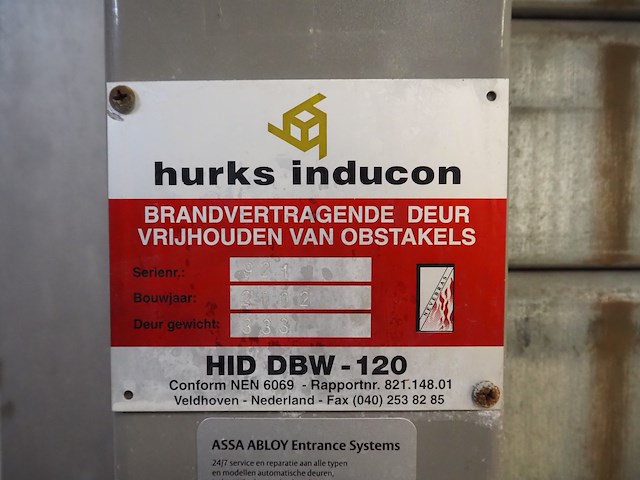 hurks inducon
BRANDVERTRAGENDE DEUR
VRIJHOUDEN VAN OBSTAKELS
Serienr.: 441
Bouwjaar:
Deur gewicht: 333
HID DBW - 120
Conform NEN 6069 - Rapportnr. 821.148.01
Veldhoven - Nederland - Fax (040) 253 82 85
ASSA ABLOY Entrance Systems
24/7 service en reparatie aan alle typen
en modellen automatische deuren,